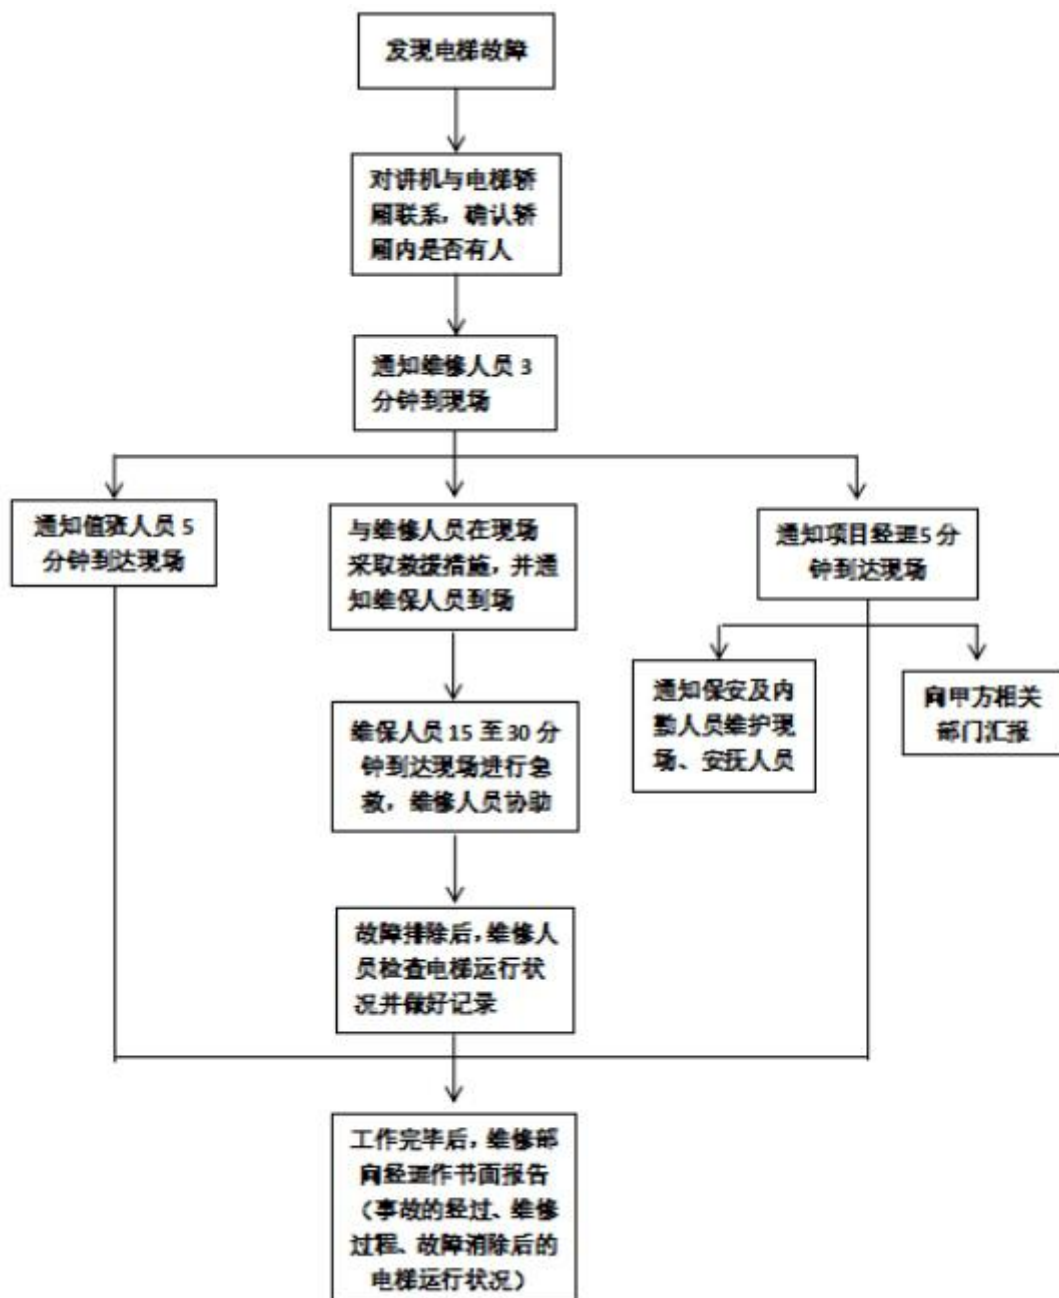 发现电梯故障
对讲机与电梯轿
厢联系，确认轿
厢内是否有人
通知维修人员 3
分钟到现场
通知值班人员 5
分钟到达现场
与维修人员在现场
采取救援措施，并通
知维保人员到场
通知项目经理 5 分
钟到达现场
通知保安及内
勤人员维护现
场、安抚人员
向甲方相关
部门汇报
维保人员 15 至 30 分
钟到达现场进行急
救，维修人员协助
故障排除后，维修人
员检查电梯运行状
况并做好记录
工作完毕后，维修部
向经理作书面报告
（事故的经过、维修
过程、故障消除后的
电梯运行状况）